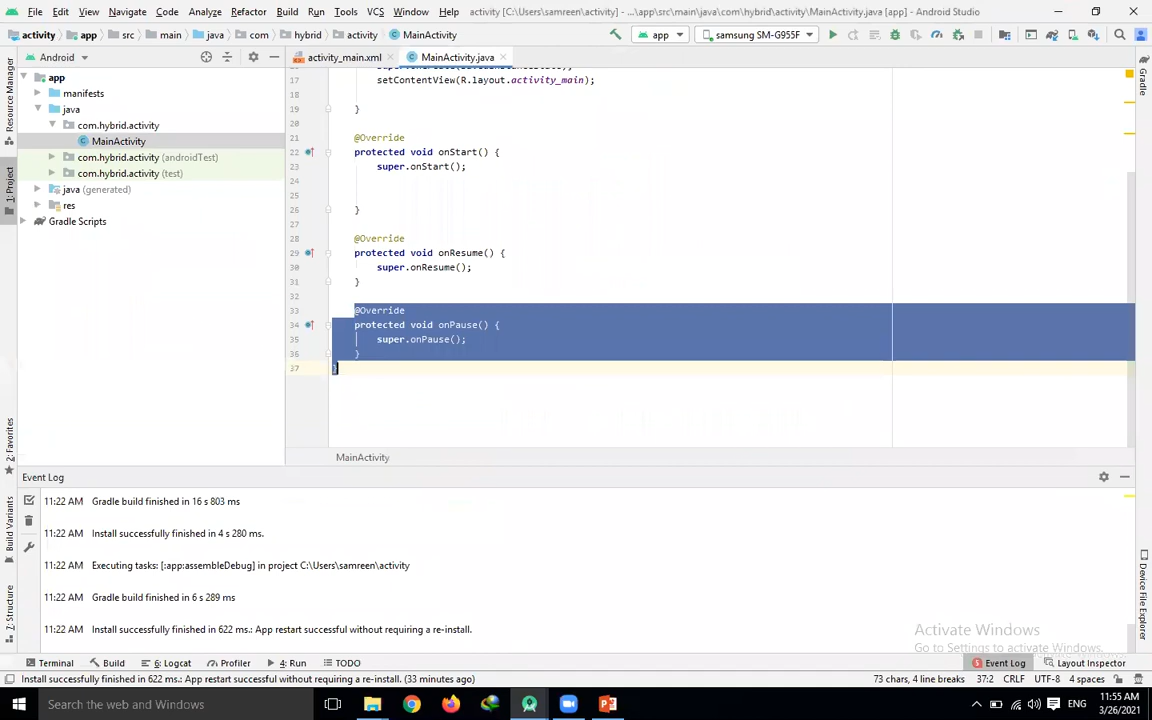 File Edit View Navigate Code Analyze Refactor Build Run Tools VCS Window Help activity [C:\Users\samreen\activity] - ...\app\src\main\java\com\hybrid\activity\MainActivity.java [app] - Android Studio
activity app src main java com hybrid activity MainActivity app samsung SM-G955F
Android activity_main.xml MainActivity.java
app
manifests
java
com.hybrid.activity
MainActivity
com.hybrid.activity (androidTest)
com.hybrid.activity (test)
java (generated)
res
Gradle Scripts
Resource Manager
1: Project
2: Favorites
Build Variants
7: Structure
17 setContentView(R.layout.activity_main);
18
19 }
20
21 @Override
22 protected void onStart() {
23 super.onStart();
24
25
26 }
27
28 @Override
29 protected void onResume() {
30 super.onResume();
31 }
32
33 @Override
34 protected void onPause() {
35 super.onPause();
36 }
37 }
MainActivity
Gradle
Device File Explorer
Event Log
11:22 AM Gradle build finished in 16 s 803 ms
11:22 AM Install successfully finished in 4 s 280 ms.
11:22 AM Executing tasks: [:app:assembleDebug] in project C:\Users\samreen\activity
11:22 AM Gradle build finished in 6 s 289 ms
11:22 AM Install successfully finished in 622 ms.: App restart successful without requiring a re-install.
Activate Windows
Go to Settings to activate Windows.
Terminal Build 6: Logcat Profiler 4: Run TODO Event Log Layout Inspector
Install successfully finished in 622 ms.: App restart successful without requiring a re-install. (33 minutes ago) 73 chars, 4 line breaks 37:2 CRLF UTF-8 4 spaces
Search the web and Windows ENG 11:55 AM
3/26/2021